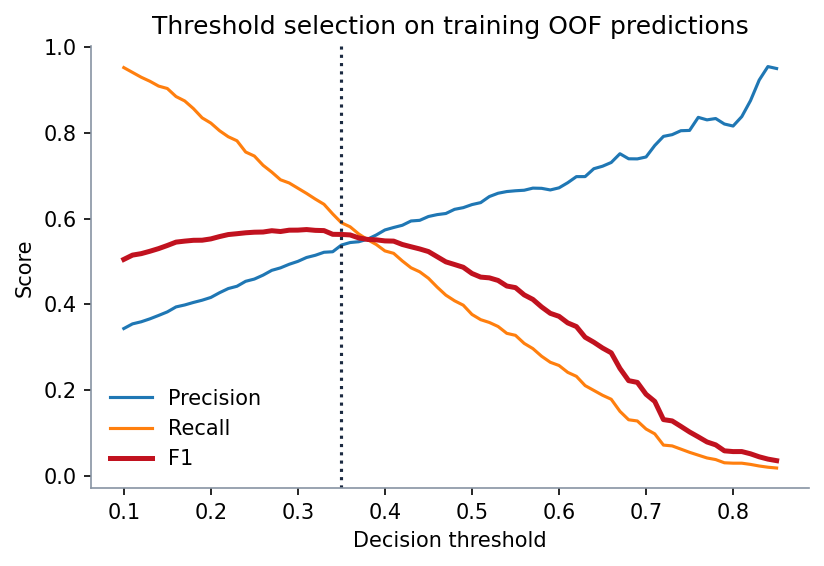 Threshold selection on training OOF predictions
1.0
0.8
0.6
0.4
0.2
0.0
Score
Precision
Recall
F1
0.1 0.2 0.3 0.4 0.5 0.6 0.7 0.8
Decision threshold